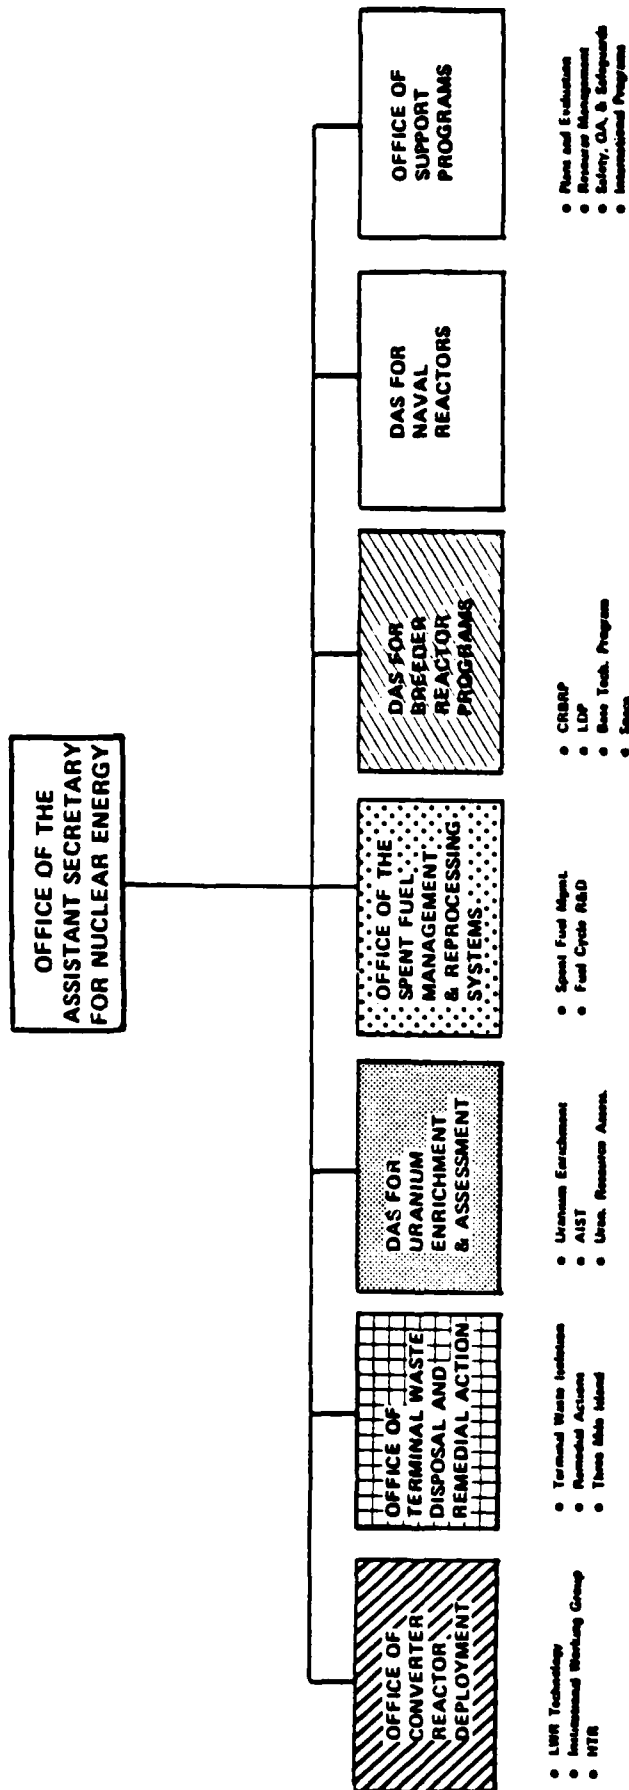 OFFICE OF THE
ASSISTANT SECRETARY
FOR NUCLEAR ENERGY
OFFICE OF
CONVERTER
REACTOR
DEPLOYMENT
• LWR Technology
• International Working Group
• HTR
OFFICE OF
TERMINAL WASTE
DISPOSAL AND
REMEDIAL ACTION
• Terminal Waste Isolation
• Remedial Actions
• Three Mile Island
DAS FOR
URANIUM
ENRICHMENT
& ASSESSMENT
• Uranium Enrichment
• AIST
• Uran. Resource Assess.
OFFICE OF THE
SPENT FUEL
MANAGEMENT
& REPROCESSING
SYSTEMS
• Spent Fuel Mgmt.
• Fuel Cycle R&D
DAS FOR
BREEDER
REACTOR
PROGRAMS
• CRBRP
• LDP
• Base Tech. Program
• Space
DAS FOR
NAVAL
REACTORS
OFFICE OF
SUPPORT
PROGRAMS
• Plans and Evaluation
• Resource Management
• Safety, QA, & Safeguards
• International Programs